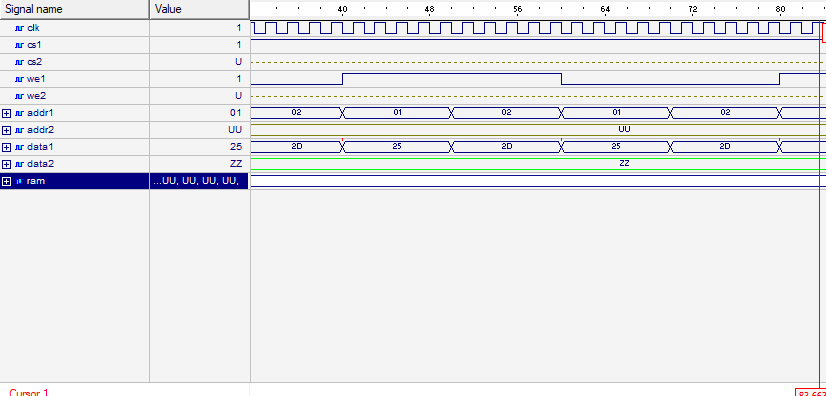 Signal name Value 40 48 56 64 72 80
clk 1
cs1 1
cs2 U
we1 1
we2 U
addr1 01 02 01 02 01 02
addr2 UU UU
data1 25 2D 25 2D 25 2D
data2 ZZ ZZ
ram ...UU, UU, UU, UU,
Cursor 1